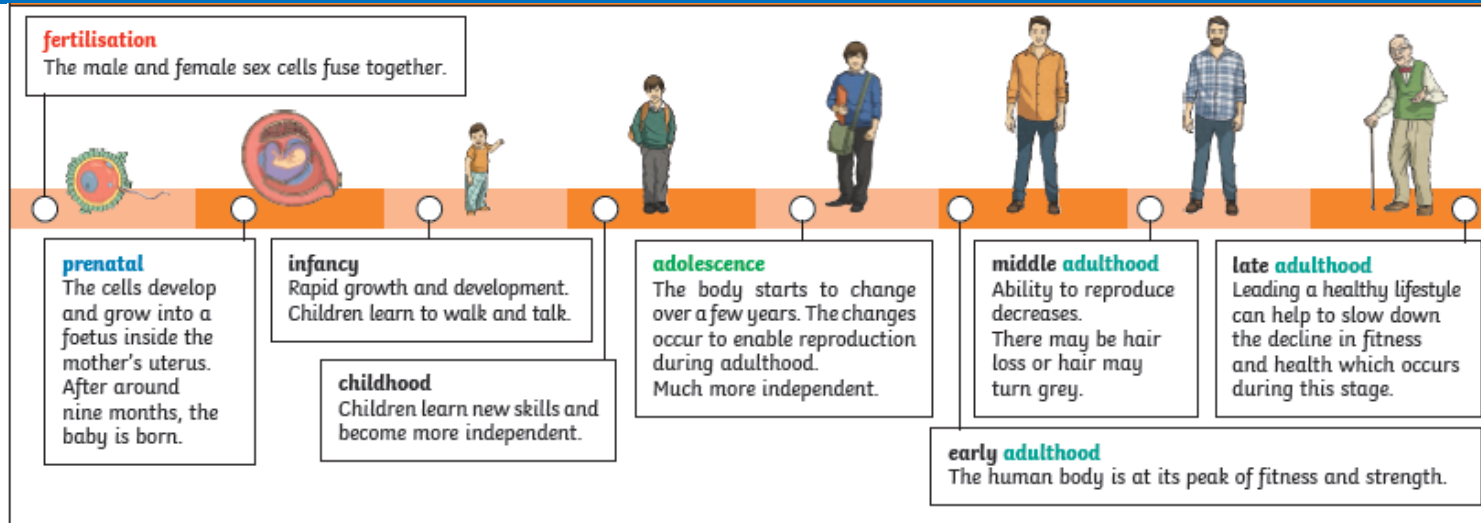 fertilisation
The male and female sex cells fuse together.
prenatal
The cells develop
and grow into a
foetus inside the
mother's uterus.
After around
nine months, the
baby is born.
infancy
Rapid growth and development.
Children learn to walk and talk.
childhood
Children learn new skills and
become more independent.
adolescence
The body starts to change
over a few years. The changes
occur to enable reproduction
during adulthood.
Much more independent.
early adulthood
The human body is at its peak of fitness and strength.
middle adulthood
Ability to reproduce
decreases.
There may be hair
loss or hair may
turn grey.
late adulthood
Leading a healthy lifestyle
can help to slow down
the decline in fitness
and health which occurs
during this stage.